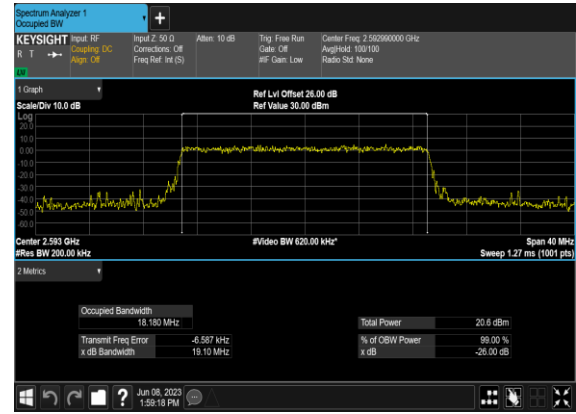 Spectrum Analyzer 1
Occupied BW
+
KEYSIGHT
R T
LW
Input: RF
Coupling: DC
Align: Off
Input Z: 50 Ω
Corrections: Off
Freq Ref: Int (S)
Atten: 10 dB
Trig: Free Run
Gate: Off
#IF Gain: Low
Center Freq: 2.592990000 GHz
Avg|Hold: 100/100
Radio Std: None
1 Graph
Scale/Div 10.0 dB
Ref Lvl Offset 26.00 dB
Ref Value 30.00 dBm
Log
20.0
10.0
0.00
-10.0
-20.0
-30.0
-40.0
-50.0
-60.0
Center 2.593 GHz
#Res BW 200.00 kHz
#Video BW 620.00 kHz*
Span 40 MHz
Sweep 1.27 ms (1001 pts)
2 Metrics
Occupied Bandwidth
18.180 MHz
Total Power 20.6 dBm
Transmit Freq Error -6.587 kHz
% of OBW Power 99.00 %
x dB Bandwidth 19.10 MHz
x dB -26.00 dB
?
Jun 08, 2023
1:59:18 PM